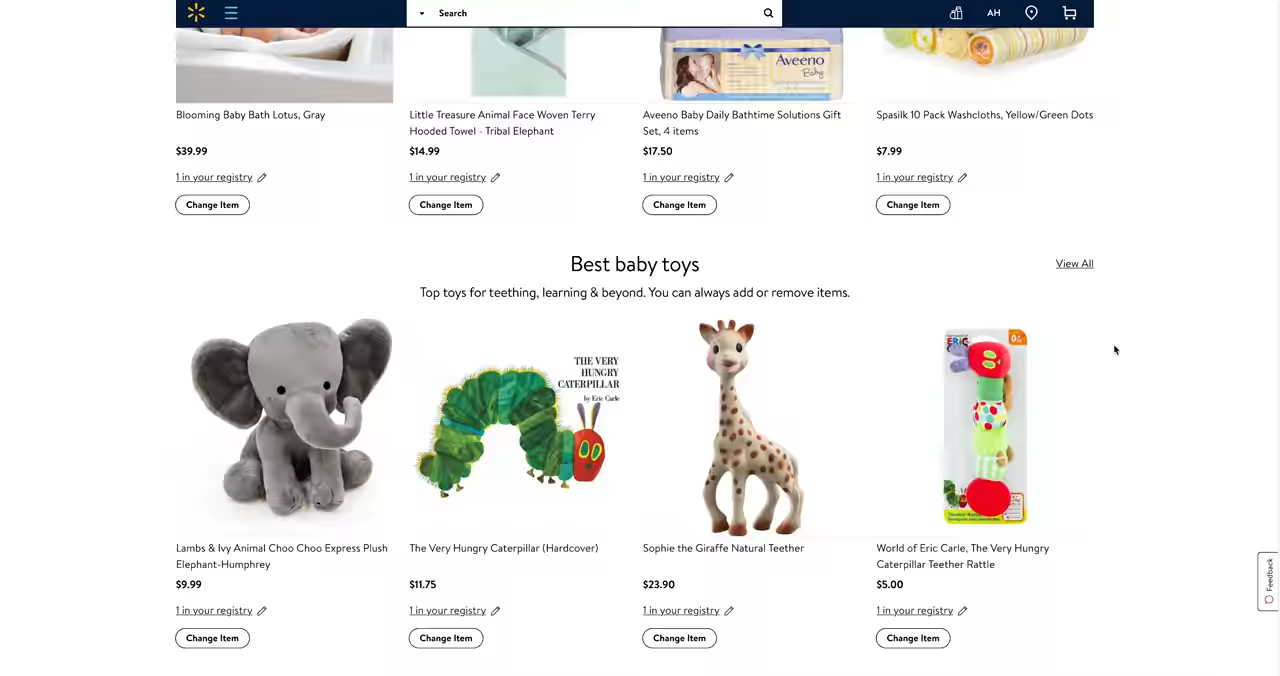 Search
AH
Aveeno
Baby
Blooming Baby Bath Lotus, Gray
$39.99
1 in your registry
Change Item
Little Treasure Animal Face Woven Terry
Hooded Towel - Tribal Elephant
$14.99
1 in your registry
Change Item
Aveeno Baby Daily Bathtime Solutions Gift
Set, 4 items
$17.50
1 in your registry
Change Item
Spasilk 10 Pack Washcloths, Yellow/Green Dots
$7.99
1 in your registry
Change Item
Best baby toys
View All
Top toys for teething, learning & beyond. You can always add or remove items.
THE VERY
HUNGRY
CATERPILLAR
by Eric Carle
ERIC
Lambs & Ivy Animal Choo Choo Express Plush
Elephant-Humphrey
$9.99
1 in your registry
Change Item
The Very Hungry Caterpillar (Hardcover)
$11.75
1 in your registry
Change Item
Sophie the Giraffe Natural Teether
$23.90
1 in your registry
Change Item
World of Eric Carle, The Very Hungry
Caterpillar Teether Rattle
$5.00
1 in your registry
Change Item
Feedback